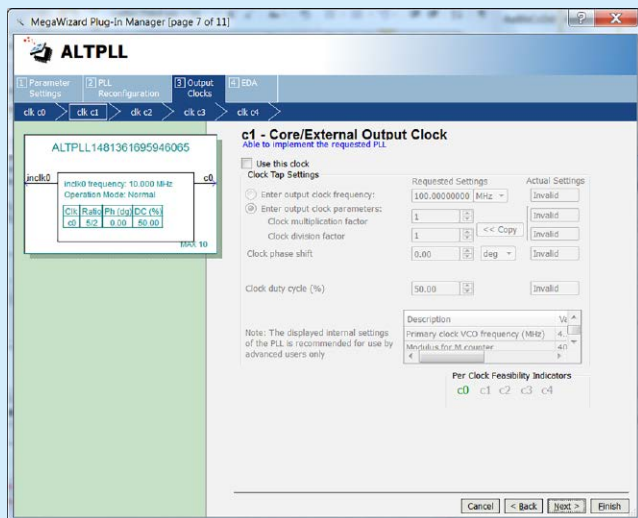 MegaWizard Plug-In Manager [page 7 of 11]
ALTPLL
1 Parameter Settings
2 PLL Reconfiguration
3 Output Clocks
4 EDA
clk c0 clk c1 clk c2 clk c3 clk c4
ALTPLL1481361695946065
inclk0
c0
inclk0 frequency: 10.000 MHz
Operation Mode: Normal
Clk Ratio Ph (dg) DC (%)
c0 5/2 0.00 50.00
MAX 10
c1 - Core/External Output Clock
Able to implement the requested PLL
Use this clock
Clock Tap Settings
Requested Settings Actual Settings
Enter output clock frequency: 100.00000000 MHz Invalid
Enter output clock parameters: Invalid
Clock multiplication factor 1
Clock division factor 1 << Copy Invalid
Clock phase shift 0.00 deg Invalid
Clock duty cycle (%) 50.00 Invalid
Note: The displayed internal settings
of the PLL is recommended for use by
advanced users only
Description
Primary clock VCO frequency (MHz) 4.
Modulus for M counter 40
Per Clock Feasibility Indicators
c0 c1 c2 c3 c4
Cancel < Back Next > Finish